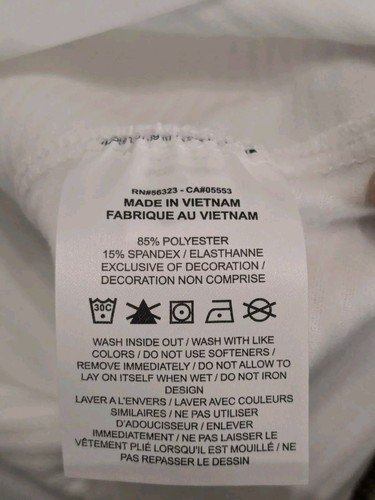 RN#56323 - CA#05553
MADE IN VIETNAM
FABRIQUE AU VIETNAM
85% POLYESTER
15% SPANDEX / ELASTHANNE
EXCLUSIVE OF DECORATION /
DECORATION NON COMPRISE
30C
WASH INSIDE OUT / WASH WITH LIKE
COLORS / DO NOT USE SOFTENERS /
REMOVE IMMEDIATELY / DO NOT ALLOW TO
LAY ON ITSELF WHEN WET / DO NOT IRON
DESIGN
LAVER A L'ENVERS / LAVER AVEC COULEURS
SIMILAIRES / NE PAS UTILISER
D'ADOUCISSEUR / ENLEVER
IMMEDIATEMENT / NE PAS LAISSER LE
VÊTEMENT PLIÉ LORSQU'IL EST MOUILLÉ / NE
PAS REPASSER LE DESSIN